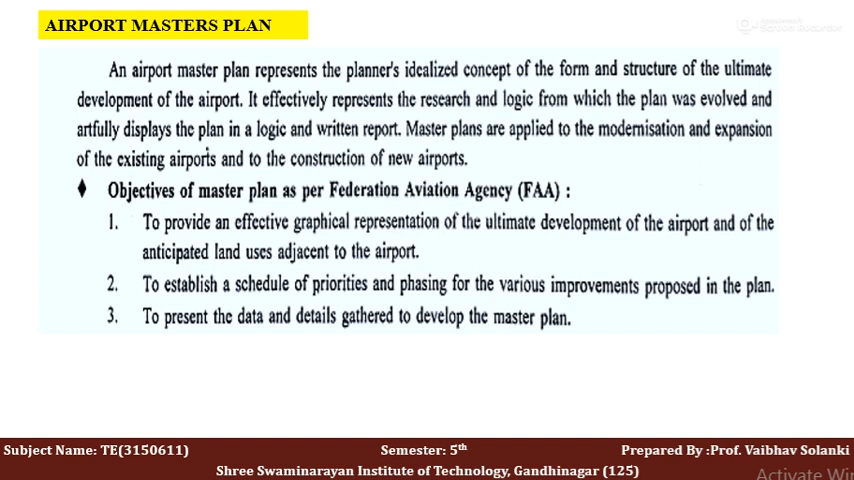 AIRPORT MASTERS PLAN
Screen Recorder
An airport master plan represents the planner's idealized concept of the form and structure of the ultimate
development of the airport. It effectively represents the research and logic from which the plan was evolved and
artfully displays the plan in a logic and written report. Master plans are applied to the modernisation and expansion
of the existing airports and to the construction of new airports.
♦ Objectives of master plan as per Federation Aviation Agency (FAA) :
1. To provide an effective graphical representation of the ultimate development of the airport and of the
anticipated land uses adjacent to the airport.
2. To establish a schedule of priorities and phasing for the various improvements proposed in the plan.
3. To present the data and details gathered to develop the master plan.
Subject Name: TE(3150611) Semester: 5th Prepared By :Prof. Vaibhav Solanki
Shree Swaminarayan Institute of Technology, Gandhinagar (125)
Activate Win